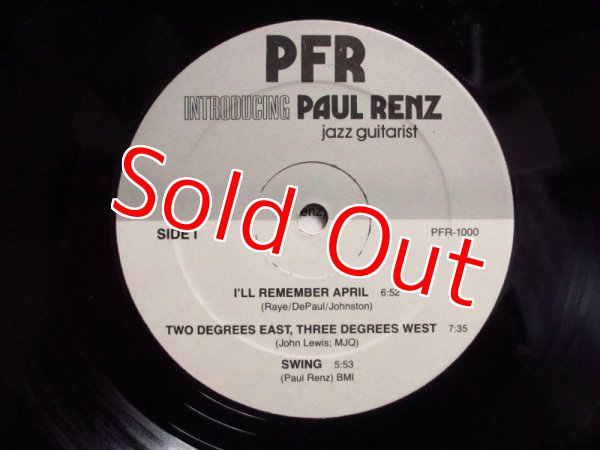 PFR
INTRODUCING PAUL RENZ
jazz guitarist
Sold Out
SIDE I
PFR-1000
I'LL REMEMBER APRIL 6:52
(Raye/DePaul/Johnston)
TWO DEGREES EAST, THREE DEGREES WEST 7:35
(John Lewis; MJQ)
SWING 5:53
(Paul Renz) BMI